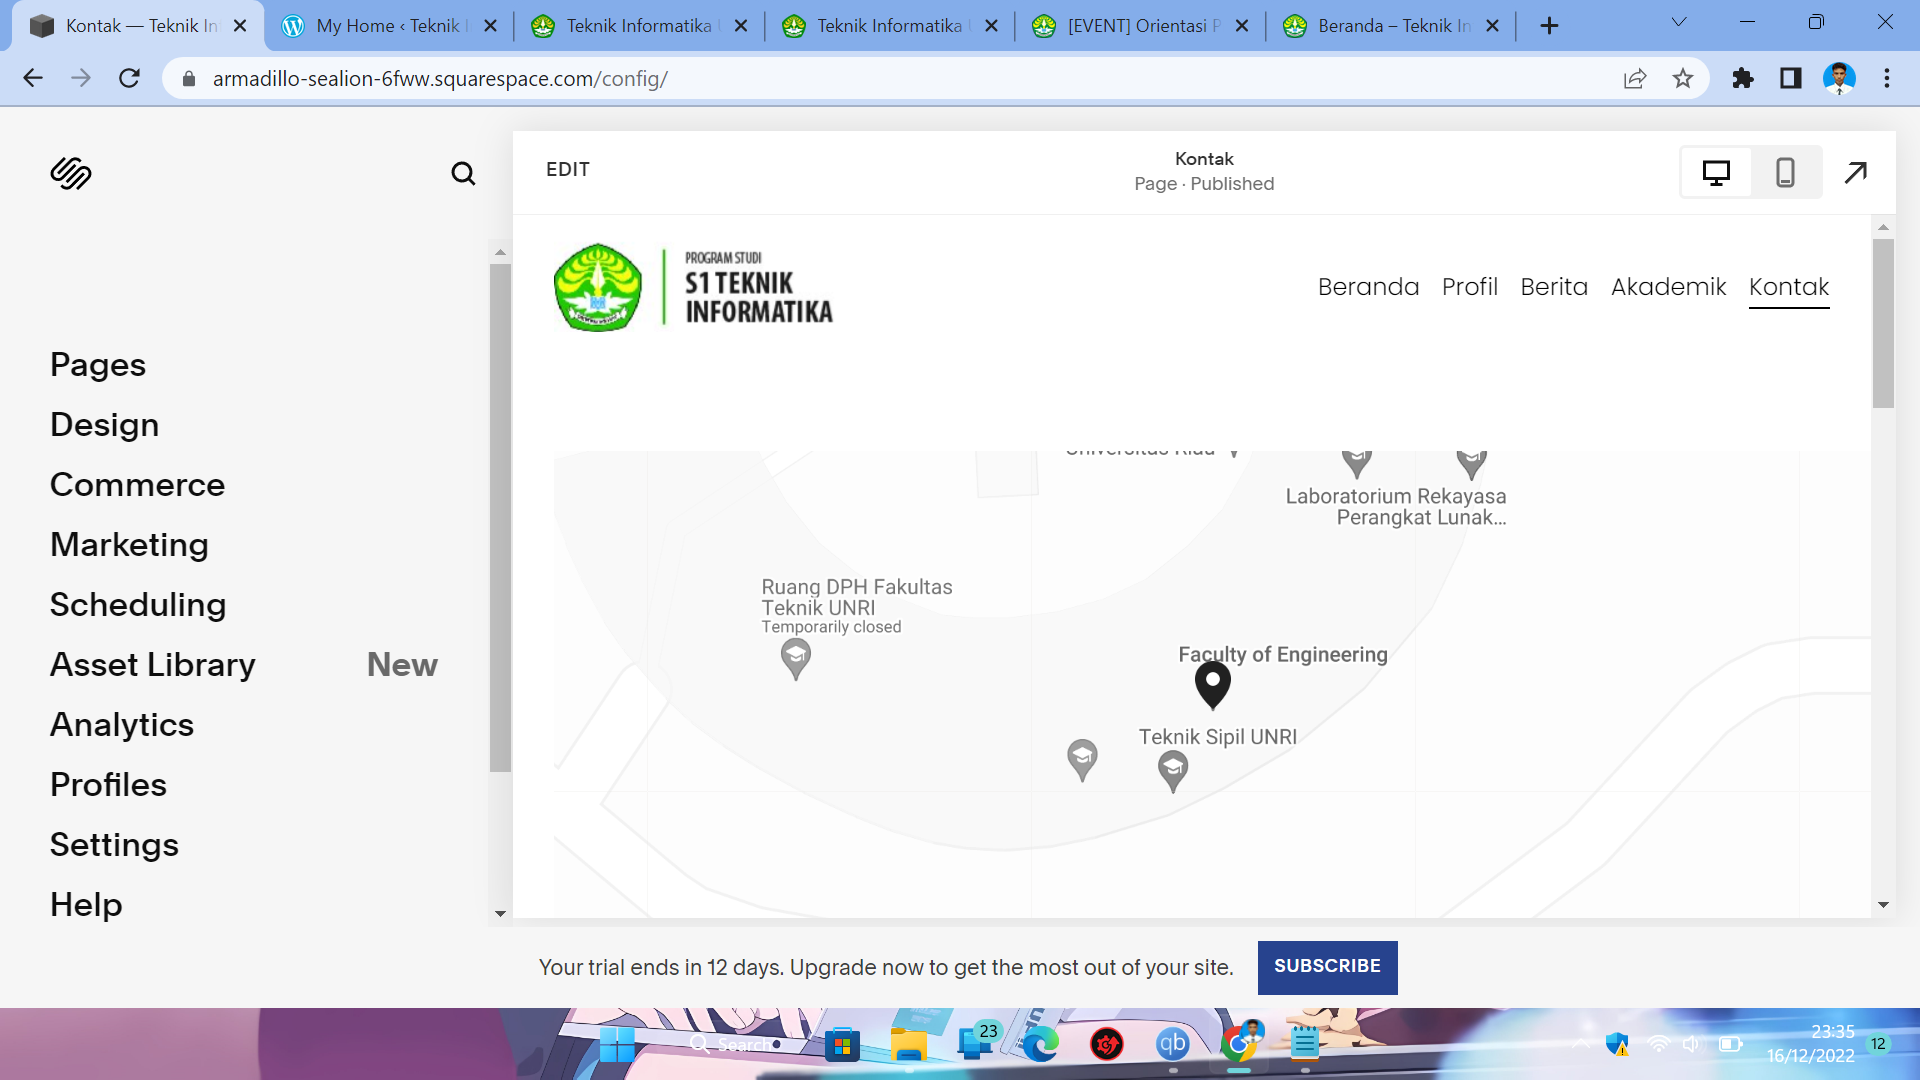 Kontak — Teknik In
My Home ‹ Teknik I
Teknik Informatika
Teknik Informatika
[EVENT] Orientasi P
Beranda – Teknik In
armadillo-sealion-6fww.squarespace.com/config/
EDIT
Kontak
Page · Published
PROGRAM STUDI
S1 TEKNIK
INFORMATIKA
Beranda
Profil
Berita
Akademik
Kontak
Pages
Design
Commerce
Marketing
Scheduling
Asset Library
New
Analytics
Profiles
Settings
Help
Universitas Riau
Laboratorium Rekayasa
Perangkat Lunak...
Ruang DPH Fakultas
Teknik UNRI
Temporarily closed
Faculty of Engineering
Teknik Sipil UNRI
Your trial ends in 12 days. Upgrade now to get the most out of your site.
SUBSCRIBE
Search
23
qb
23:35
16/12/2022
12